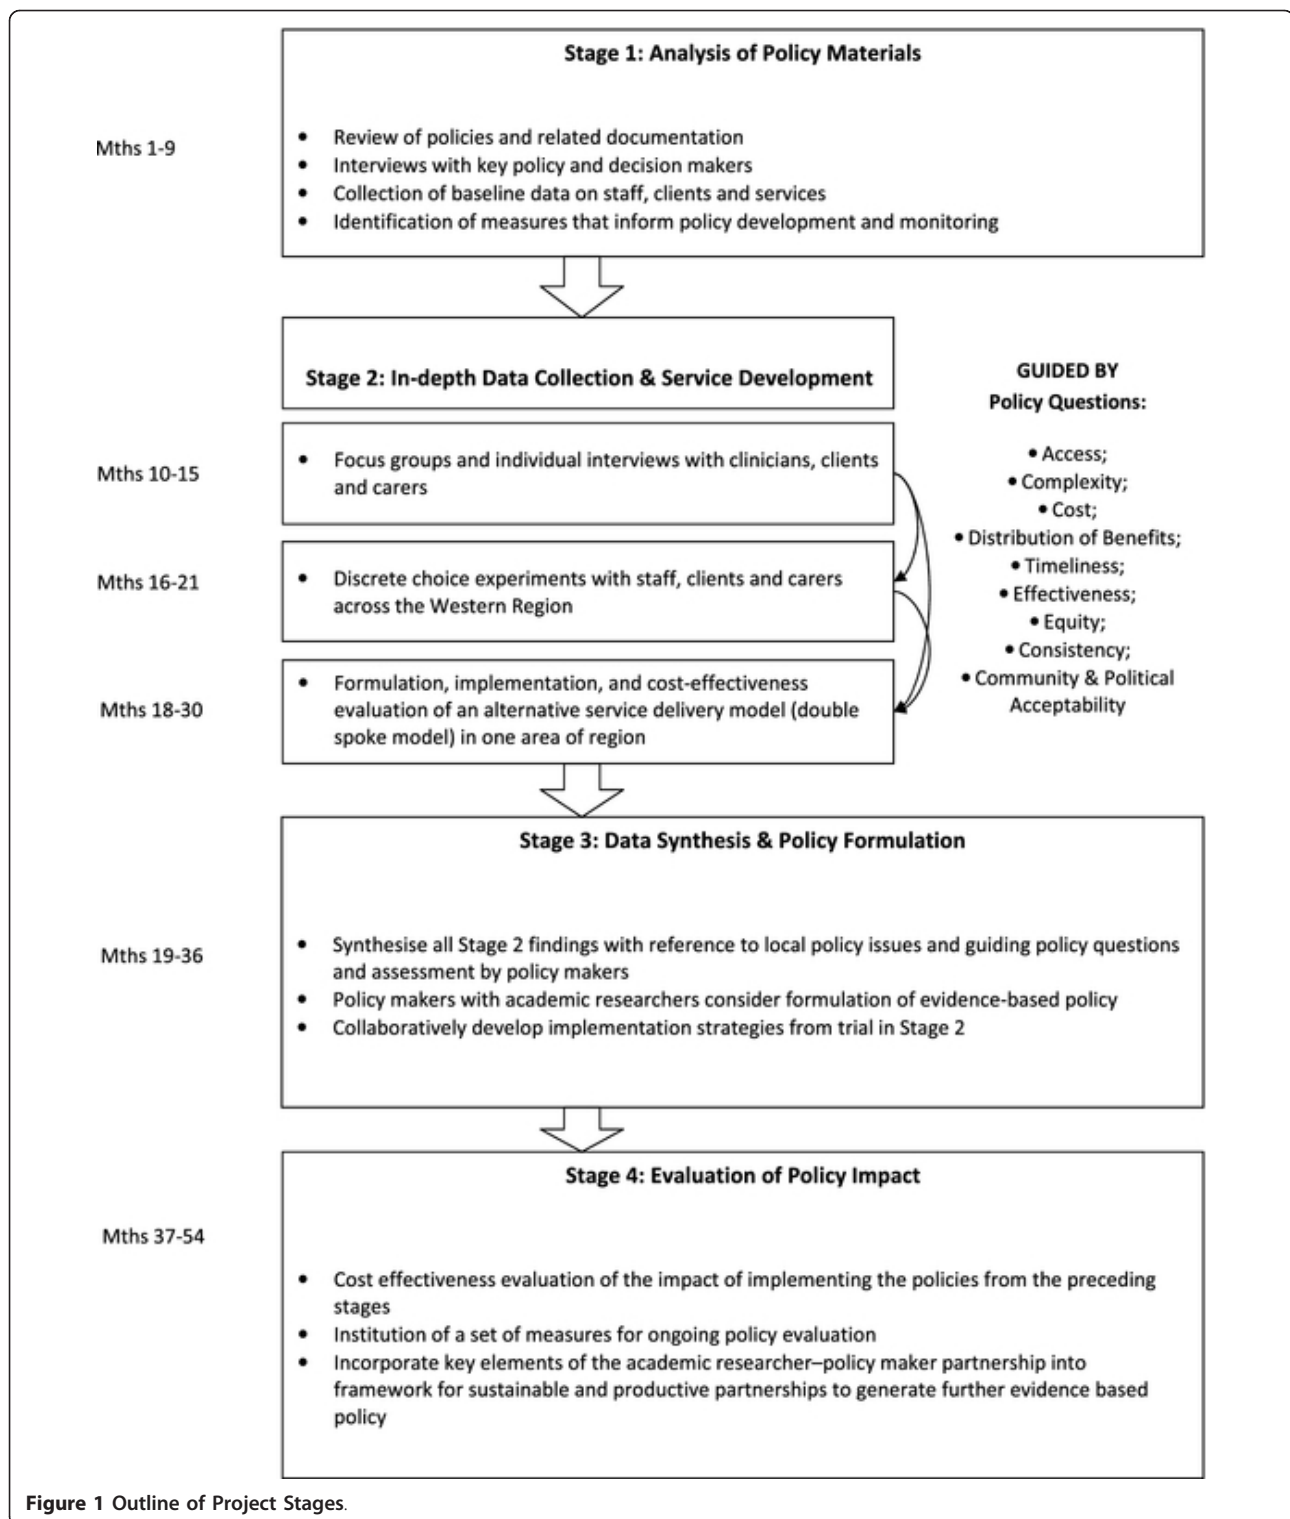 Stage 1: Analysis of Policy Materials
Mths 1-9
• Review of policies and related documentation
• Interviews with key policy and decision makers
• Collection of baseline data on staff, clients and services
• Identification of measures that inform policy development and monitoring
Stage 2: In-depth Data Collection & Service Development
GUIDED BY
Policy Questions:
• Access;
• Complexity;
• Cost;
• Distribution of Benefits;
• Timeliness;
• Effectiveness;
• Equity;
• Consistency;
• Community & Political
Acceptability
Mths 10-15
• Focus groups and individual interviews with clinicians, clients
and carers
Mths 16-21
• Discrete choice experiments with staff, clients and carers
across the Western Region
Mths 18-30
Formulation, implementation, and cost-effectiveness
evaluation of an alternative service delivery model (double
spoke model) in one area of region
Stage 3: Data Synthesis & Policy Formulation
Mths 19-36
• Synthesise all Stage 2 findings with reference to local policy issues and guiding policy questions
and assessment by policy makers
• Policy makers with academic researchers consider formulation of evidence-based policy
• Collaboratively develop implementation strategies from trial in Stage 2
Stage 4: Evaluation of Policy Impact
Mths 37-54
• Cost effectiveness evaluation of the impact of implementing the policies from the preceding
stages
• Institution of a set of measures for ongoing policy evaluation
• Incorporate key elements of the academic researcher–policy maker partnership into
framework for sustainable and productive partnerships to generate further evidence based
policy
Figure 1 Outline of Project Stages.